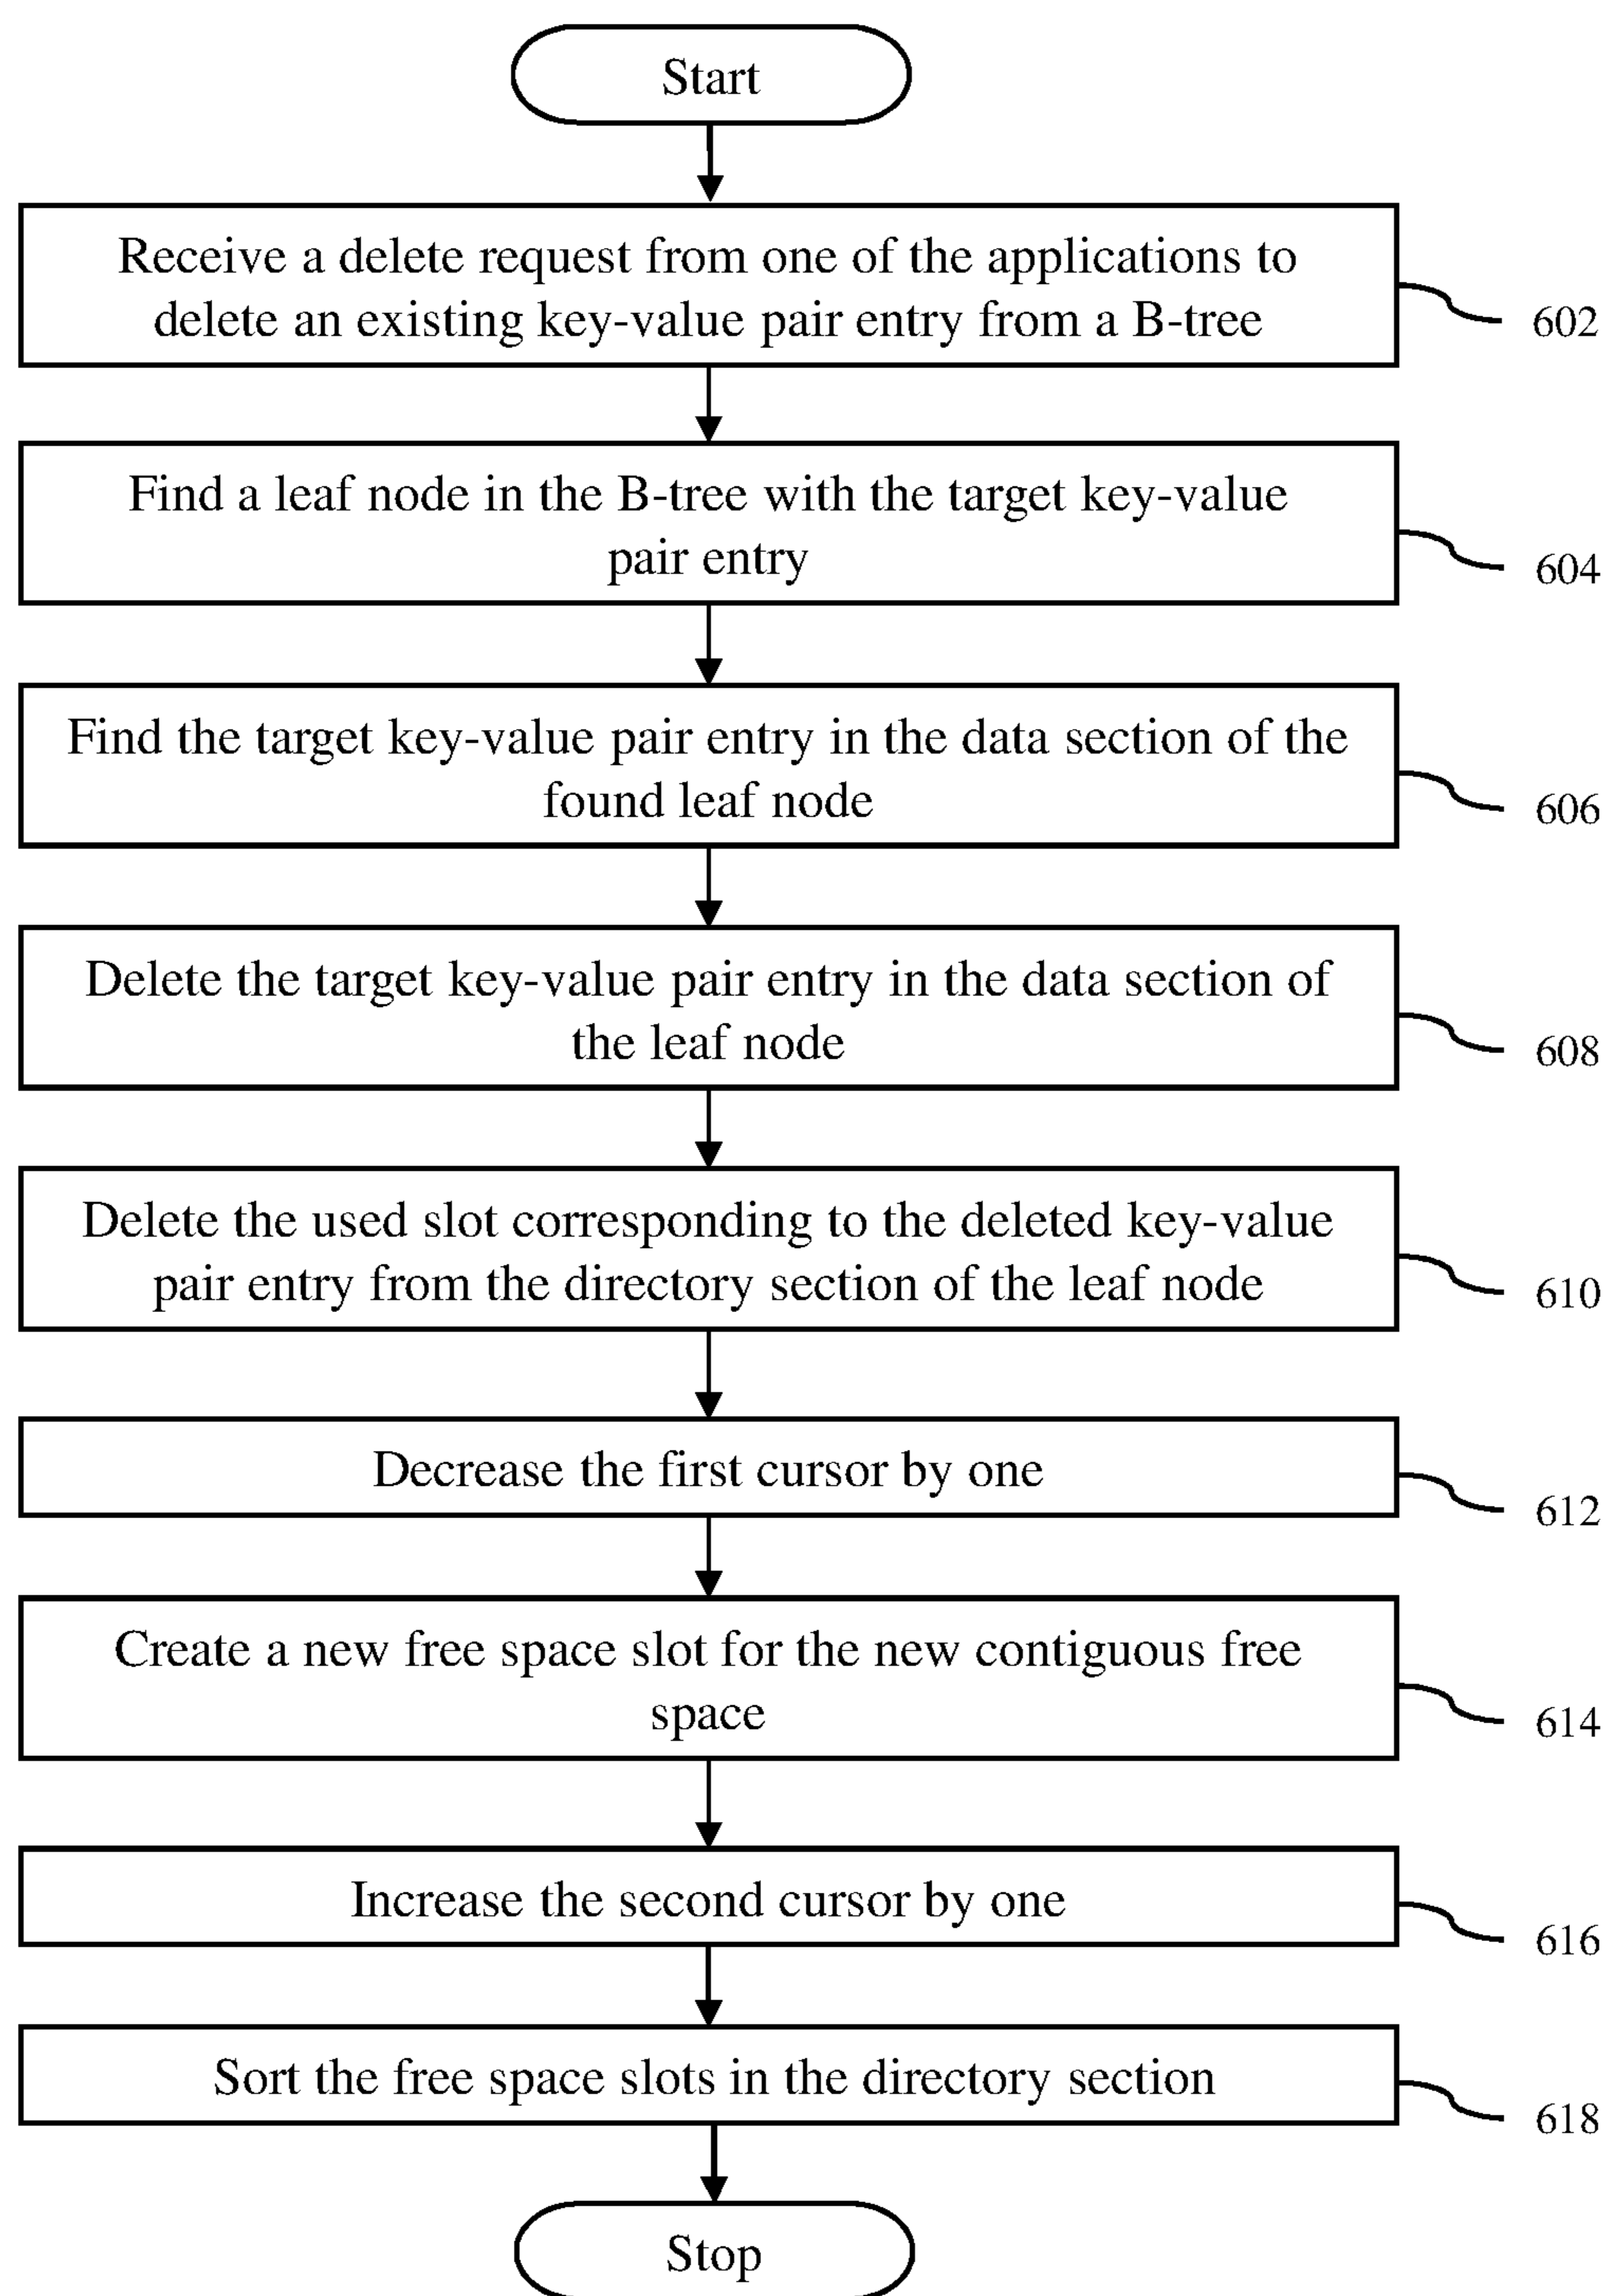 Start
Receive a delete request from one of the applications to
delete an existing key-value pair entry from a B-tree
602
Find a leaf node in the B-tree with the target key-value
pair entry
604
Find the target key-value pair entry in the data section of the
found leaf node
606
Delete the target key-value pair entry in the data section of
the leaf node
608
Delete the used slot corresponding to the deleted key-value
pair entry from the directory section of the leaf node
610
Decrease the first cursor by one
612
Create a new free space slot for the new contiguous free
space
614
Increase the second cursor by one
616
Sort the free space slots in the directory section
618
Stop